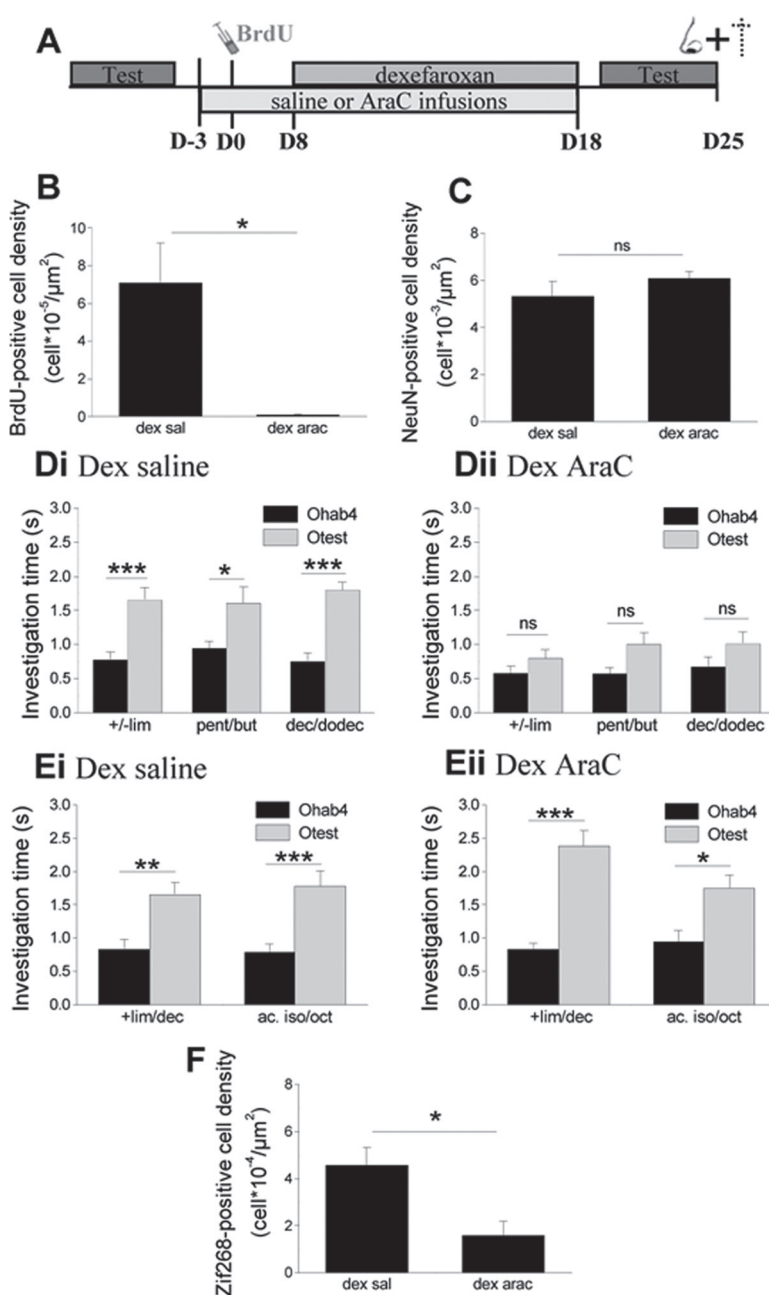 A
BrdU
Test
dexefaroxan
Test
saline or AraC infusions
D-3 D0 D8 D18 D25
B
BrdU-positive cell density
(cell*10-5/µm2)
10
8
6
4
2
0
*
dex sal dex arac
C
NeuN-positive cell density
(cell*10-3/µm2)
8
6
4
2
0
ns
dex sal dex arac
Di Dex saline
Investigation time (s)
3.0
2.5
2.0
1.5
1.0
0.5
0.0
Ohab4
Otest
*** * ***
+/-lim pent/but dec/dodec
Dii Dex AraC
Investigation time (s)
3.0
2.5
2.0
1.5
1.0
0.5
0.0
Ohab4
Otest
ns ns ns
+/-lim pent/but dec/dodec
Ei Dex saline
Investigation time (s)
3.0
2.5
2.0
1.5
1.0
0.5
0.0
Ohab4
Otest
** ***
+lim/dec ac. iso/oct
Eii Dex AraC
Investigation time (s)
3.0
2.5
2.0
1.5
1.0
0.5
0.0
Ohab4
Otest
*** *
+lim/dec ac. iso/oct
F
Zif268-positive cell density
(cell*10-4/µm2)
8
6
4
2
0
*
dex sal dex arac